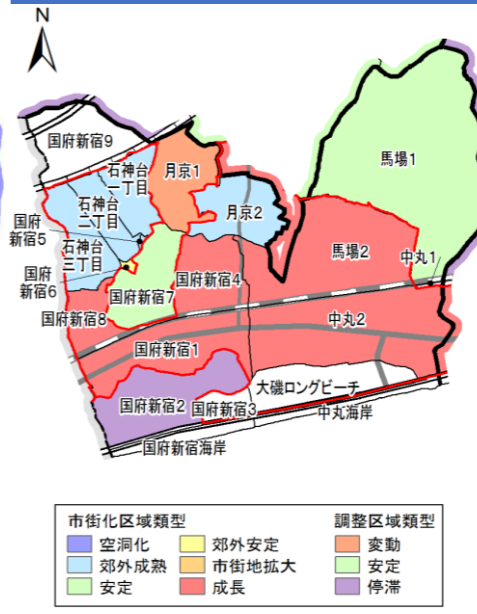 N
国府新宿9
石神台
一丁目
月京1
馬場1
石神台
二丁目
月京2
国府
新宿5
石神台
三丁目
馬場2
中丸1
国府
新宿6
国府新宿4
国府新宿7
国府新宿8
中丸2
国府新宿1
大磯ロングビーチ
国府新宿2
国府新宿3
中丸海岸
国府新宿海岸
市街化区域類型
調整区域類型
空洞化
郊外安定
変動
郊外成熟
市街地拡大
安定
安定
成長
停滞